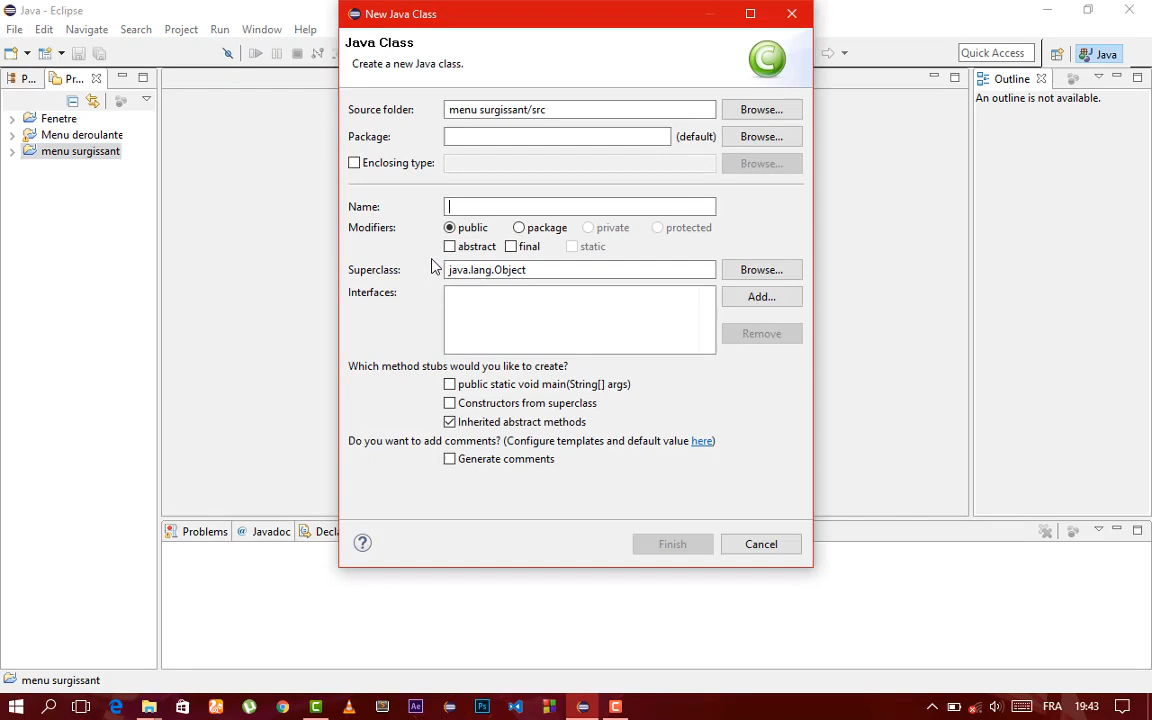 Java - Eclipse
File Edit Navigate Search Project Run Window Help
Quick Access
Java
P...
Pr...
Fenetre
Menu deroulante
menu surgissant
New Java Class
Java Class
Create a new Java class.
Source folder: menu surgissant/src Browse...
Package: (default) Browse...
Enclosing type: Browse...
Name:
Modifiers: public package private protected
abstract final static
Superclass: java.lang.Object Browse...
Interfaces: Add...
Remove
Which method stubs would you like to create?
public static void main(String[] args)
Constructors from superclass
Inherited abstract methods
Do you want to add comments? (Configure templates and default value here)
Generate comments
Finish Cancel
Outline
An outline is not available.
Problems @ Javadoc Decla
menu surgissant
FRA 19:43